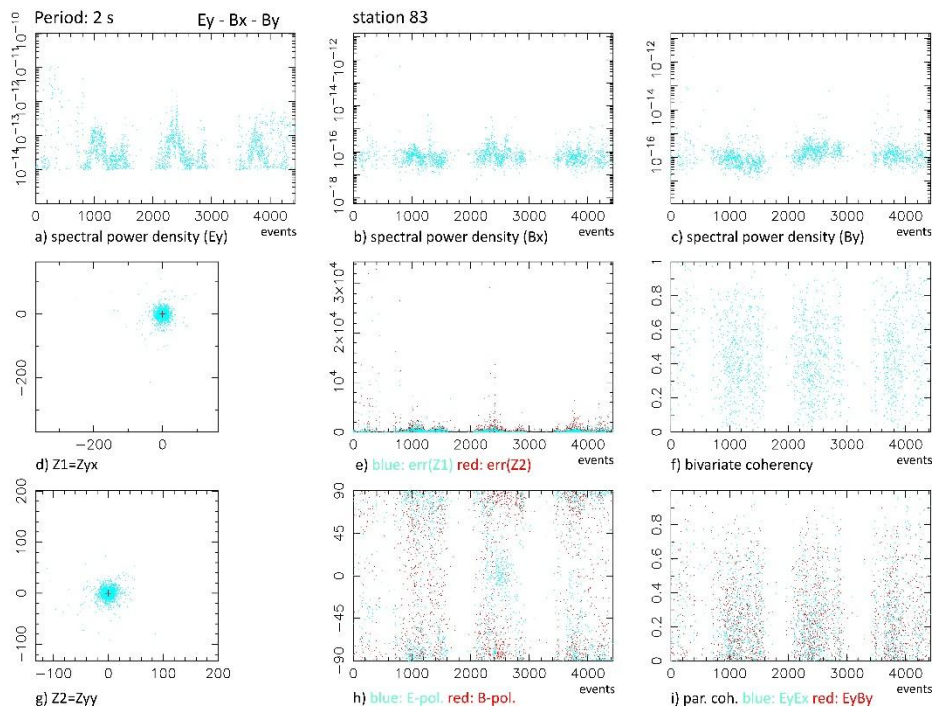 Period: 2 s
Ey - Bx - By
station 83
10⁻¹⁰
10⁻¹¹
10⁻¹²
10⁻¹³
10⁻¹⁴
0 1000 2000 3000 4000
events
a) spectral power density (Ey)
10⁻¹²
10⁻¹⁴
10⁻¹⁶
10⁻¹⁸
0 1000 2000 3000 4000
events
b) spectral power density (Bx)
10⁻¹²
10⁻¹⁴
10⁻¹⁶
0 1000 2000 3000 4000
events
c) spectral power density (By)
0
−200
−200 0
d) Z1=Zyx
3×10⁴
2×10⁴
10⁴
0
0 1000 2000 3000 4000
events
e) blue: err(Z1) red: err(Z2)
1
0.8
0.6
0.4
0.2
0
0 1000 2000 3000 4000
events
f) bivariate coherency
200
100
0
−100
−100 0 100 200
g) Z2=Zyy
90
45
0
−45
−90
0 1000 2000 3000 4000
events
h) blue: E-pol. red: B-pol.
1
0.8
0.6
0.4
0.2
0
0 1000 2000 3000 4000
events
i) par. coh. blue: EyEx red: EyBy